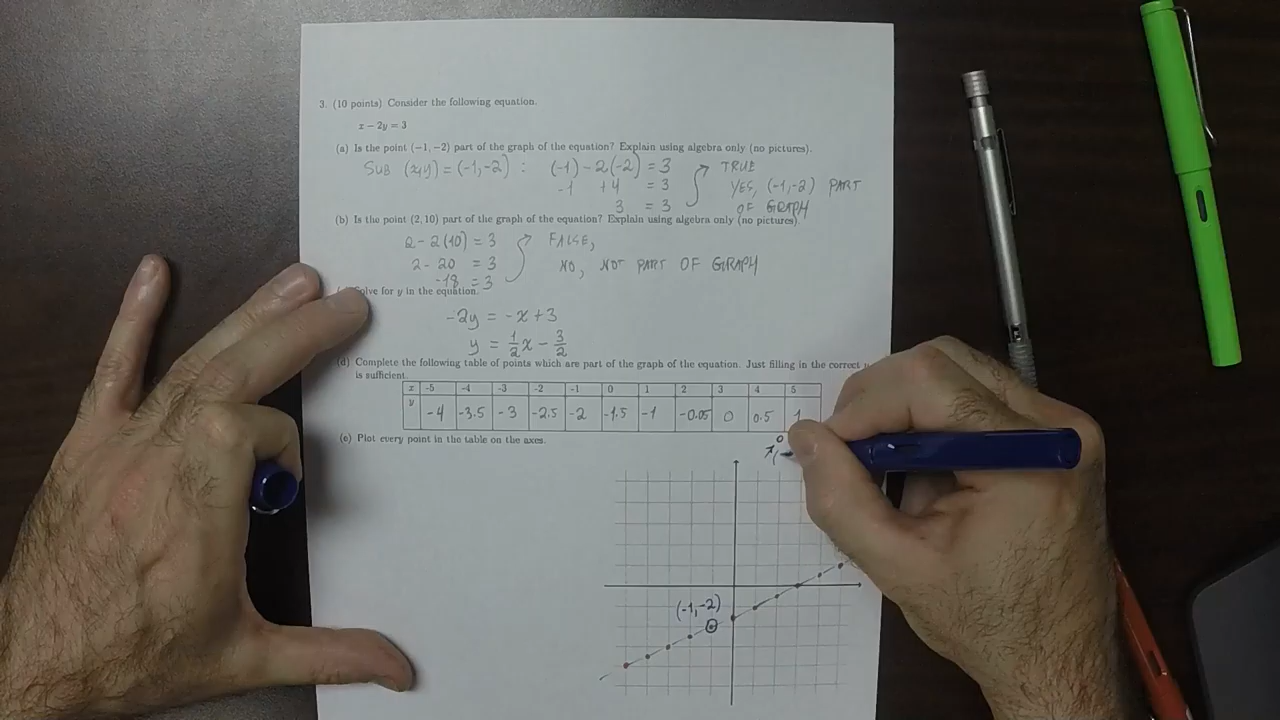 3. (10 points) Consider the following equation.
x − 2y = 3
(a) Is the point (−1, −2) part of the graph of the equation? Explain using algebra only (no pictures).
SUB (x,y) = (-1,-2) : (-1) - 2(-2) = 3 TRUE
-1 +4 = 3 YES, (-1,-2) PART
3 = 3 OF GRAPH
(b) Is the point (2, 10) part of the graph of the equation? Explain using algebra only (no pictures).
2 - 2(10) = 3 FALSE,
2 - 20 = 3 NO, NOT PART OF GRAPH
-18 = 3
Solve for y in the equation.
-2y = -x + 3
y = 1/2 x - 3/2
(d) Complete the following table of points which are part of the graph of the equation. Just filling in the correct
is sufficient.
x -5 -4 -3 -2 -1 0 1 2 3 4 5
y -4 -3.5 -3 -2.5 -2 -1.5 -1 -0.05 0 0.5 1
(e) Plot every point in the table on the axes.
(-1,-2)